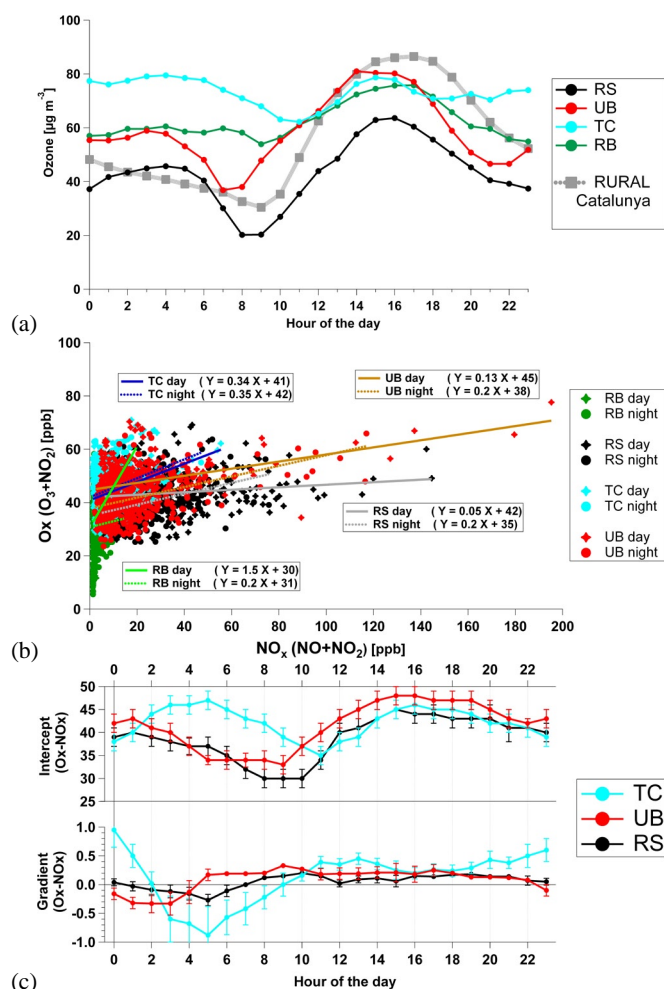 100
80
60
40
20
0
Ozone [µg m⁻³]
0 2 4 6 8 10 12 14 16 18 20 22
Hour of the day
RS
UB
TC
RB
RURAL
Catalunya
(a)
100
80
60
40
20
0
Ox (O₃+NO₂) [ppb]
TC day ( Y = 0.34 X + 41)
TC night ( Y = 0.35 X + 42)
UB day ( Y = 0.13 X + 45)
UB night ( Y = 0.2 X + 38)
RS day ( Y = 0.05 X + 42)
RS night ( Y = 0.2 X + 35)
RB day ( Y = 1.5 X + 30)
RB night ( Y = 0.2 X + 31)
0 20 40 60 80 100 120 140 160 180 200
NOₓ (NO+NO₂) [ppb]
RB day
RB night
RS day
RS night
TC day
TC night
UB day
UB night
(b)
0 2 4 6 8 10 12 14 16 18 20 22
50
45
40
35
30
25
Intercept
(Ox-NOx)
1.0
0.5
0.0
-0.5
-1.0
Gradient
(Ox-NOx)
0 2 4 6 8 10 12 14 16 18 20 22
Hour of the day
TC
UB
RS
(c)